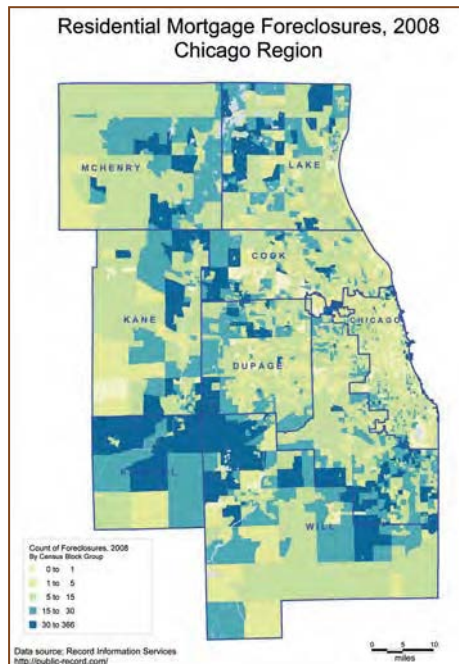 Residential Mortgage Foreclosures, 2008
Chicago Region
MCHENRY
LAKE
COOK
KANE
CHICAGO
DUPAGE
WILL
Count of Foreclosures, 2008
By Census Block Group
0 to 1
1 to 5
5 to 15
15 to 30
30 to 366
0 5 10
miles
Data source: Record Information Services
http://public-record.com/